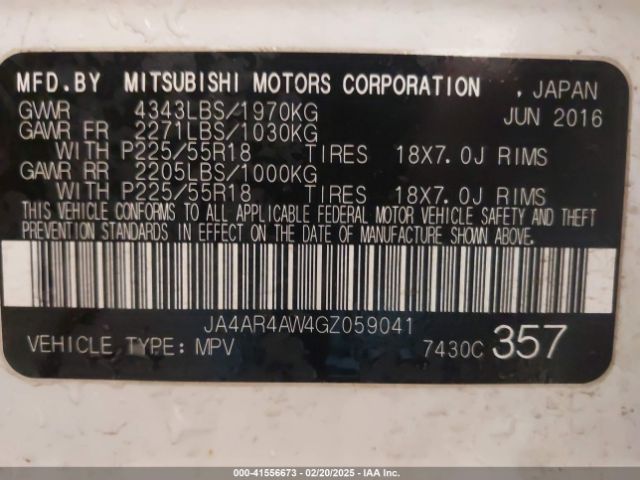 MFD.BY MITSUBISHI MOTORS CORPORATION , JAPAN
GVWR 4343LBS/1970KG JUN 2016
GAWR FR 2271LBS/1030KG
WITH P225/55R18 TIRES 18X7.0J RIMS
GAWR RR 2205LBS/1000KG
WITH P225/55R18 TIRES 18X7.0J RIMS
THIS VEHICLE CONFORMS TO ALL APPLICABLE FEDERAL MOTOR VEHICLE SAFETY AND THEFT
PREVENTION STANDARDS IN EFFECT ON THE DATE OF MANUFACTURE SHOWN ABOVE.
JA4AR4AW4GZ059041
VEHICLE TYPE: MPV 7430C 357
000-41556673 - 02/20/2025 - IAA Inc.